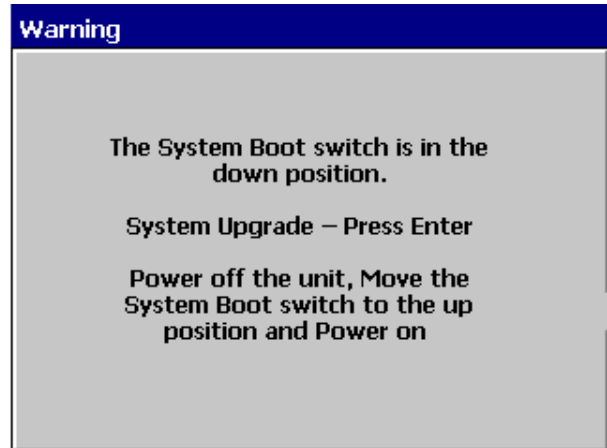 Warning
The System Boot switch is in the
down position.
System Upgrade – Press Enter
Power off the unit, Move the
System Boot switch to the up
position and Power on